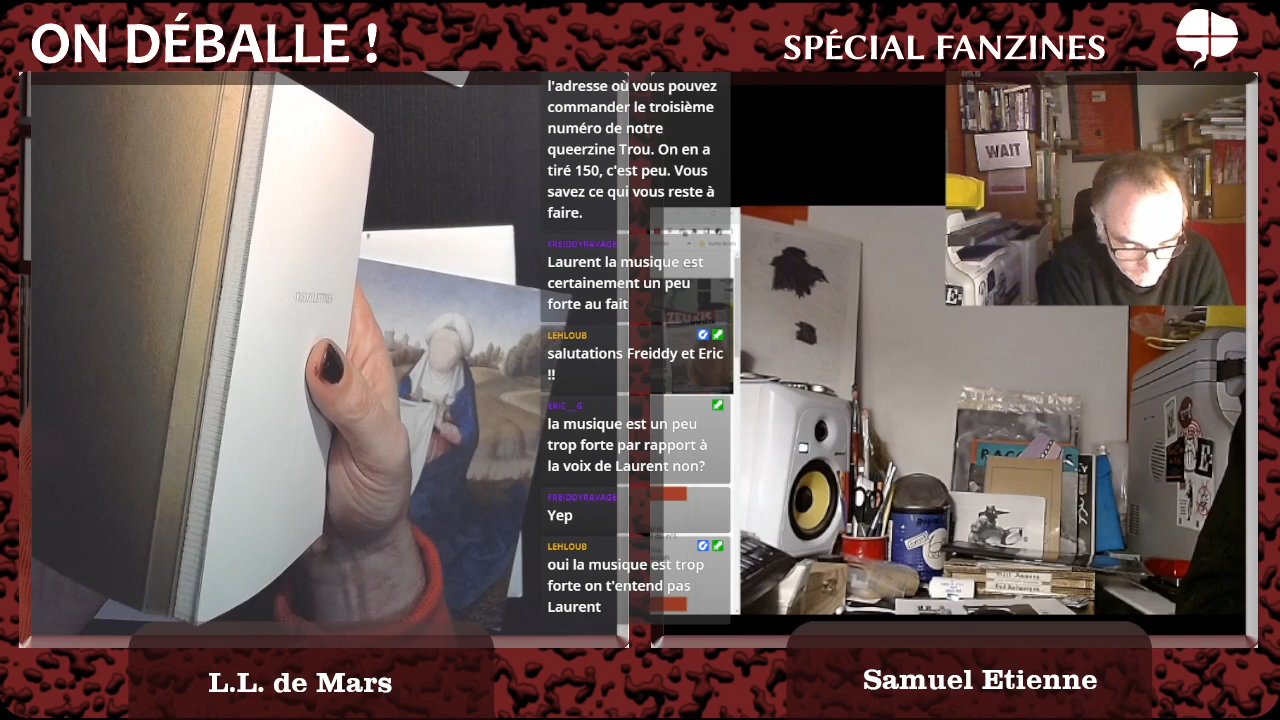 ON DÉBALLE !
SPÉCIAL FANZINES
l'adresse où vous pouvez
commander le troisième
numéro de notre
queerzine Trou. On en a
tiré 150, c'est peu. Vous
savez ce qui vous reste à
faire.
FREIDDYRAVAGE
Laurent la musique est
certainement un peu
forte au fait
LEHLOUB
salutations Freiddy et Eric
!!
ERIC__G
la musique est un peu
trop forte par rapport à
la voix de Laurent non?
FREIDDYRAVAGE
Yep
LEHLOUB
oui la musique est trop
forte on t'entend pas
Laurent
WAIT
L.L. de Mars
Samuel Etienne